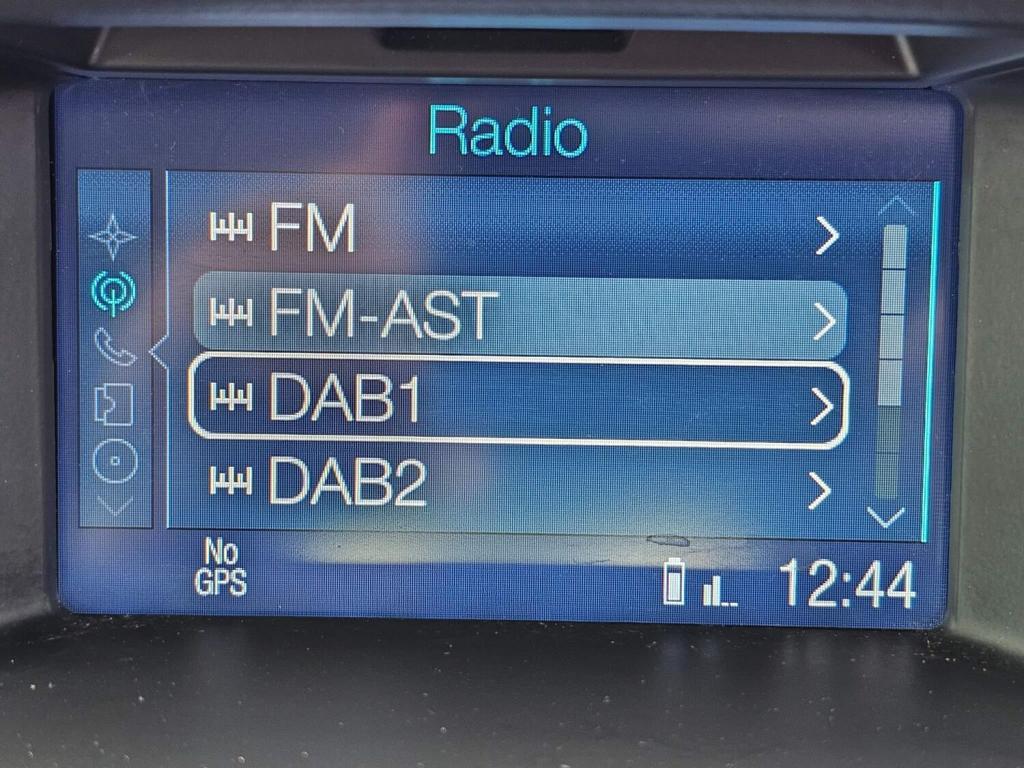 Radio
FM
FM-AST
DAB1
DAB2
No
GPS
12:44